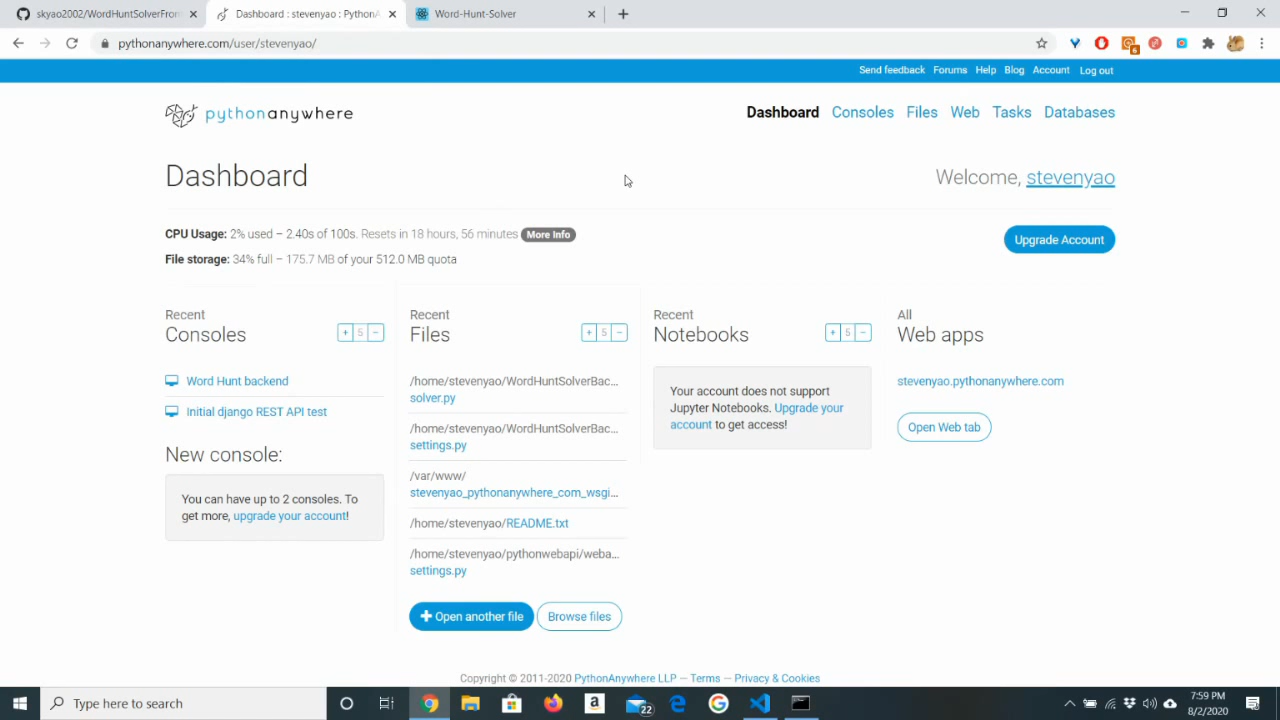 skyao2002/WordHuntSolverFron
Dashboard : stevenyao : PythonA
Word-Hunt-Solver
pythonanywhere.com/user/stevenyao/
6
Send feedback Forums Help Blog Account Log out
pythonanywhere
Dashboard Consoles Files Web Tasks Databases
Dashboard
Welcome, stevenyao
CPU Usage: 2% used – 2.40s of 100s. Resets in 18 hours, 56 minutes More Info
Upgrade Account
File storage: 34% full – 175.7 MB of your 512.0 MB quota
Recent
Consoles
+ 5 −
Word Hunt backend
Initial django REST API test
New console:
You can have up to 2 consoles. To
get more, upgrade your account!
Recent
Files
+ 5 −
/home/stevenyao/WordHuntSolverBac...
solver.py
/home/stevenyao/WordHuntSolverBac...
settings.py
/var/www/
stevenyao_pythonanywhere_com_wsgi...
/home/stevenyao/README.txt
/home/stevenyao/pythonwebapi/weba...
settings.py
+ Open another file
Browse files
Recent
Notebooks
+ 5 −
Your account does not support
Jupyter Notebooks. Upgrade your
account to get access!
All
Web apps
stevenyao.pythonanywhere.com
Open Web tab
Copyright © 2011-2020 PythonAnywhere LLP — Terms — Privacy & Cookies
Type here to search
22
7:59 PM
8/2/2020